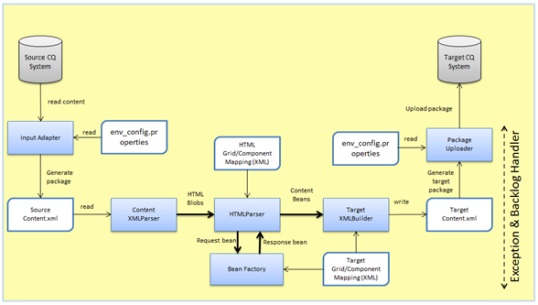 Source CQ
System
Target CQ
System
read content
Upload package
Input Adapter
read
env_config.pr
operties
HTML
Grid/Component
Mapping (XML)
env_config.pr
operties
read
Package
Uploader
Generate
package
Generate
target
package
Source
Content.xml
read
Content
XMLParser
HTML
Blobs
HTMLParser
Content
Beans
Target
XMLBuilder
write
Target
Content.xml
Request bean
Response bean
Bean Factory
Target
Grid/Component
Mapping (XML)
Exception & Backlog Handler